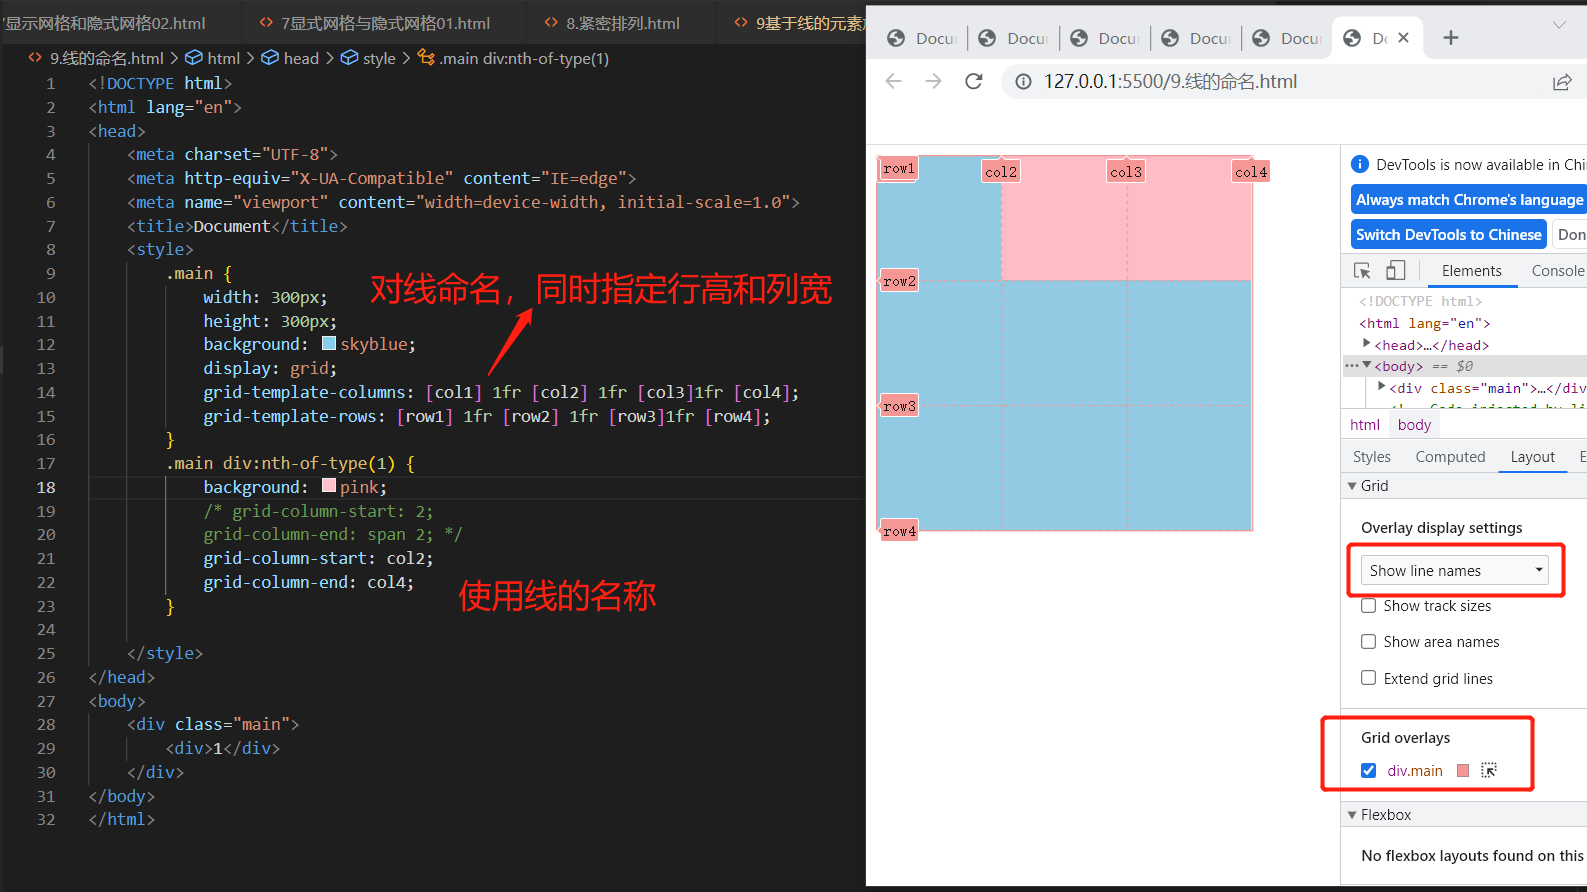 7显示网格和隐式网格02.html
7显式网格与隐式网格01.html
8.紧密排列.html
9基于线的元素
9.线的命名.html > html > head > style > .main div:nth-of-type(1)
1 <!DOCTYPE html>
2 <html lang="en">
3 <head>
4 <meta charset="UTF-8">
5 <meta http-equiv="X-UA-Compatible" content="IE=edge">
6 <meta name="viewport" content="width=device-width, initial-scale=1.0">
7 <title>Document</title>
8 <style>
9 .main {
10 width: 300px;
11 height: 300px;
12 background: skyblue;
13 display: grid;
14 grid-template-columns: [col1] 1fr [col2] 1fr [col3]1fr [col4];
15 grid-template-rows: [row1] 1fr [row2] 1fr [row3]1fr [row4];
16 }
17 .main div:nth-of-type(1) {
18 background: pink;
19 /* grid-column-start: 2;
20 grid-column-end: span 2; */
21 grid-column-start: col2;
22 grid-column-end: col4;
23 }
24
25 </style>
26 </head>
27 <body>
28 <div class="main">
29 <div>1</div>
30 </div>
31 </body>
32 </html>
对线命名，同时指定行高和列宽
使用线的名称
Docu
Docu
Docu
Docu
Docu
Do
127.0.0.1:5500/9.线的命名.html
row1
col2
col3
col4
row2
row3
row4
DevTools is now available in Chi
Always match Chrome's language
Switch DevTools to Chinese
Don
Elements
Console
<!DOCTYPE html>
<html lang="en">
<head>…</head>
<body> == $0
<div class="main">…</div
html
body
Styles
Computed
Layout
E
Grid
Overlay display settings
Show line names
Show track sizes
Show area names
Extend grid lines
Grid overlays
div.main
Flexbox
No flexbox layouts found on this